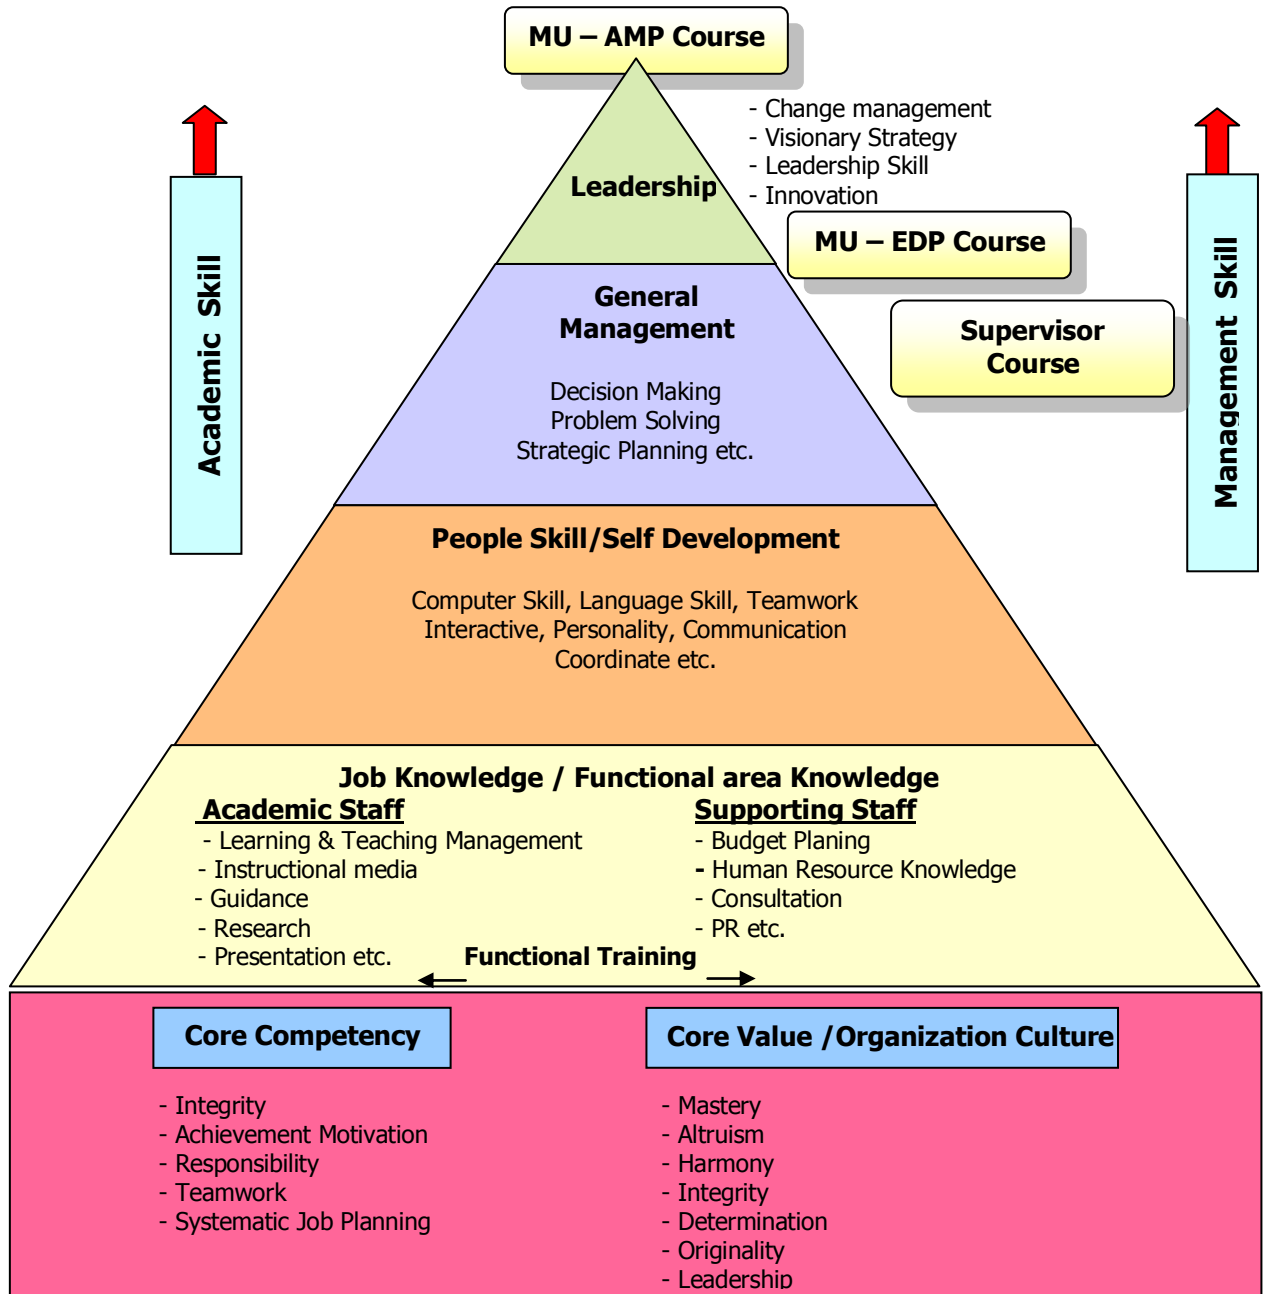 MU – AMP Course
- Change management
- Visionary Strategy
- Leadership Skill
- Innovation
Leadership
MU – EDP Course
Supervisor
Course
Academic Skill
Management Skill
General
Management
Decision Making
Problem Solving
Strategic Planning etc.
People Skill/Self Development
Computer Skill, Language Skill, Teamwork
Interactive, Personality, Communication
Coordinate etc.
Job Knowledge / Functional area Knowledge
Academic Staff
- Learning & Teaching Management
- Instructional media
- Guidance
- Research
- Presentation etc.
Supporting Staff
- Budget Planing
- Human Resource Knowledge
- Consultation
- PR etc.
Functional Training
Core Competency
- Integrity
- Achievement Motivation
- Responsibility
- Teamwork
- Systematic Job Planning
Core Value /Organization Culture
- Mastery
- Altruism
- Harmony
- Integrity
- Determination
- Originality
- Leadership